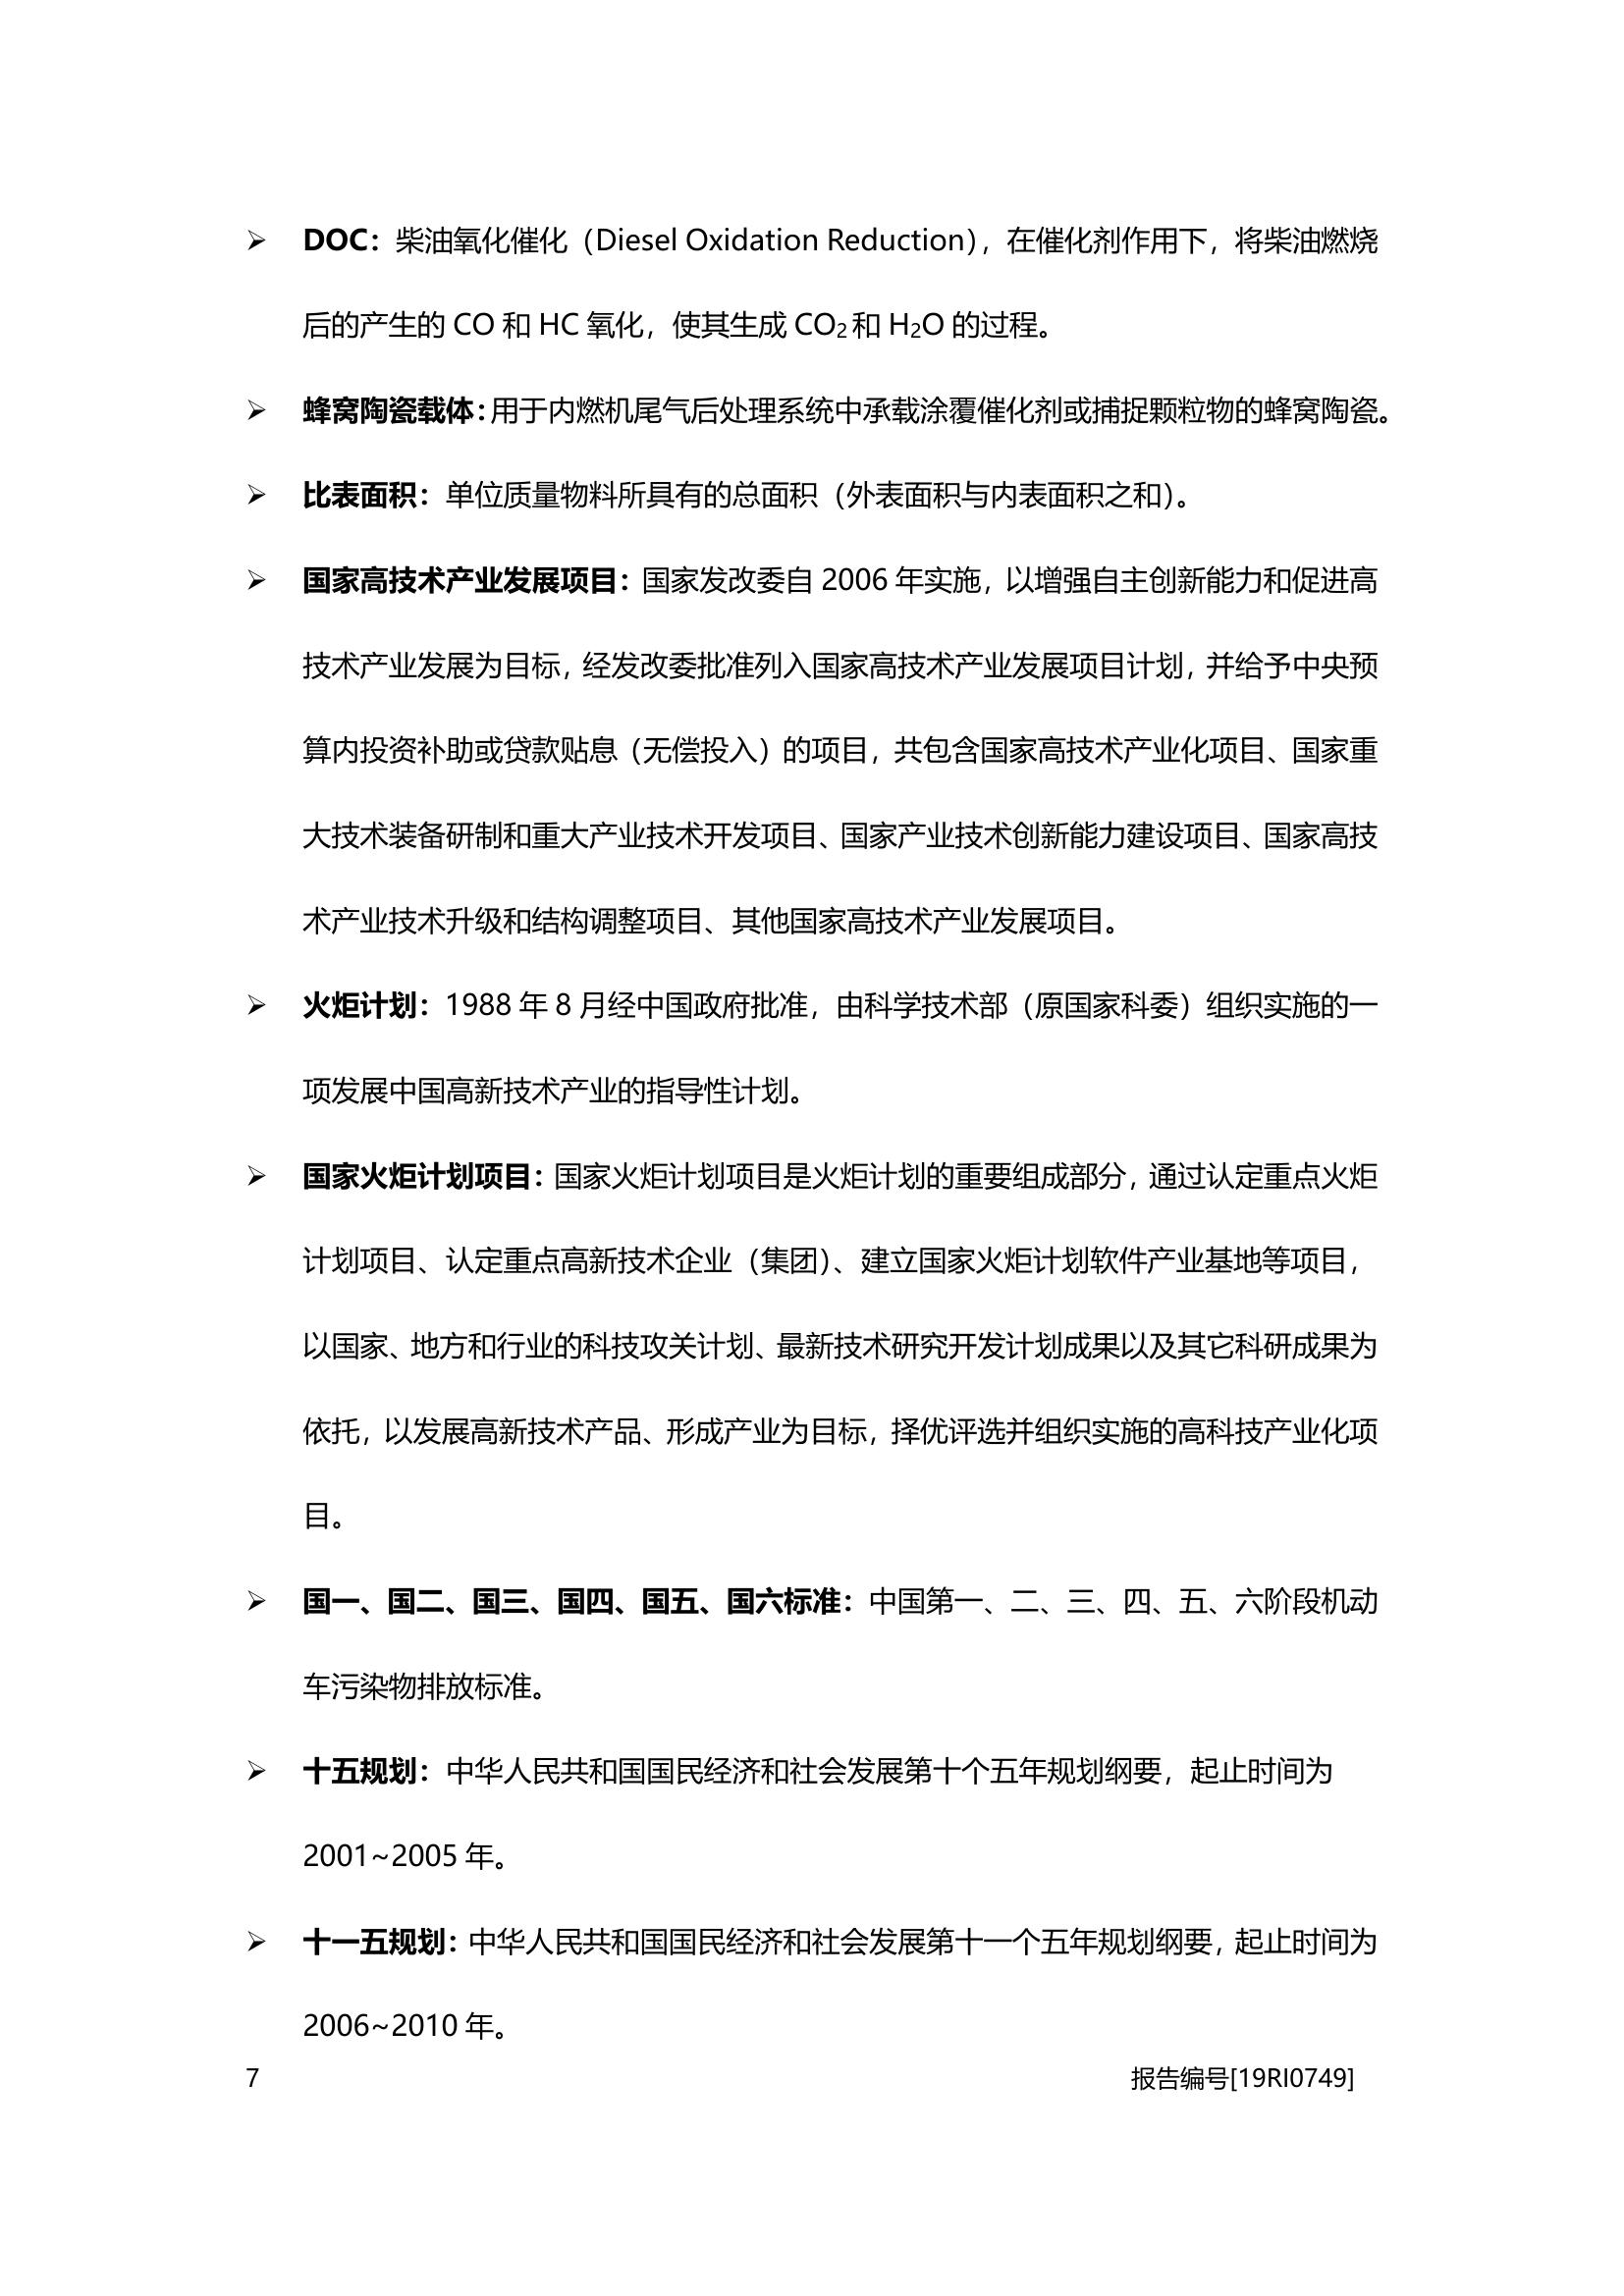 ➢ DOC：柴油氧化催化（Diesel Oxidation Reduction），在催化剂作用下，将柴油燃烧
后的产生的 CO 和 HC 氧化，使其生成 CO₂和 H₂O 的过程。
➢ 蜂窝陶瓷载体：用于内燃机尾气后处理系统中承载涂覆催化剂或捕捉颗粒物的蜂窝陶瓷。
➢ 比表面积：单位质量物料所具有的总面积（外表面积与内表面积之和）。
➢ 国家高技术产业发展项目：国家发改委自 2006 年实施，以增强自主创新能力和促进高
技术产业发展为目标，经发改委批准列入国家高技术产业发展项目计划，并给予中央预
算内投资补助或贷款贴息（无偿投入）的项目，共包含国家高技术产业化项目、国家重
大技术装备研制和重大产业技术开发项目、国家产业技术创新能力建设项目、国家高技
术产业技术升级和结构调整项目、其他国家高技术产业发展项目。
➢ 火炬计划：1988 年 8 月经中国政府批准，由科学技术部（原国家科委）组织实施的一
项发展中国高新技术产业的指导性计划。
➢ 国家火炬计划项目：国家火炬计划项目是火炬计划的重要组成部分，通过认定重点火炬
计划项目、认定重点高新技术企业（集团）、建立国家火炬计划软件产业基地等项目，
以国家、地方和行业的科技攻关计划、最新技术研究开发计划成果以及其它科研成果为
依托，以发展高新技术产品、形成产业为目标，择优评选并组织实施的高科技产业化项
目。
➢ 国一、国二、国三、国四、国五、国六标准：中国第一、二、三、四、五、六阶段机动
车污染物排放标准。
➢ 十五规划：中华人民共和国国民经济和社会发展第十个五年规划纲要，起止时间为
2001~2005 年。
➢ 十一五规划：中华人民共和国国民经济和社会发展第十一个五年规划纲要，起止时间为
2006~2010 年。
7 报告编号[19RI0749]